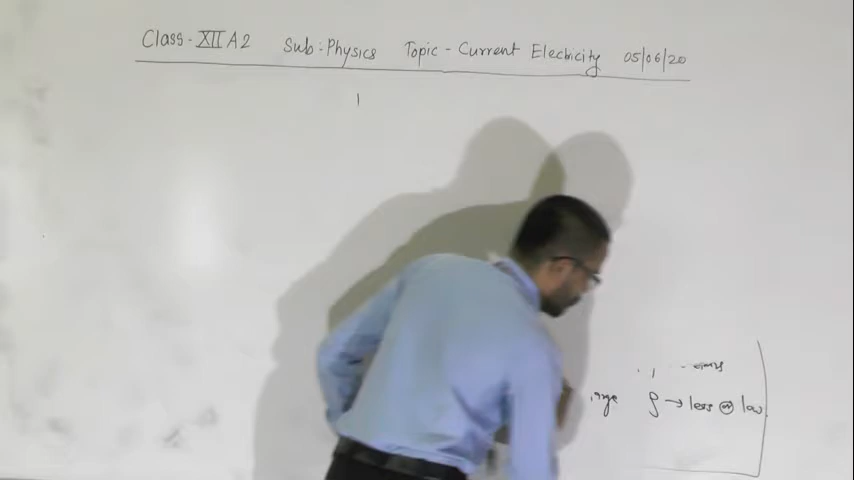 Class - XII A2 Sub : Physics Topic - Current Electricity 05/06/20
ρ → less or low